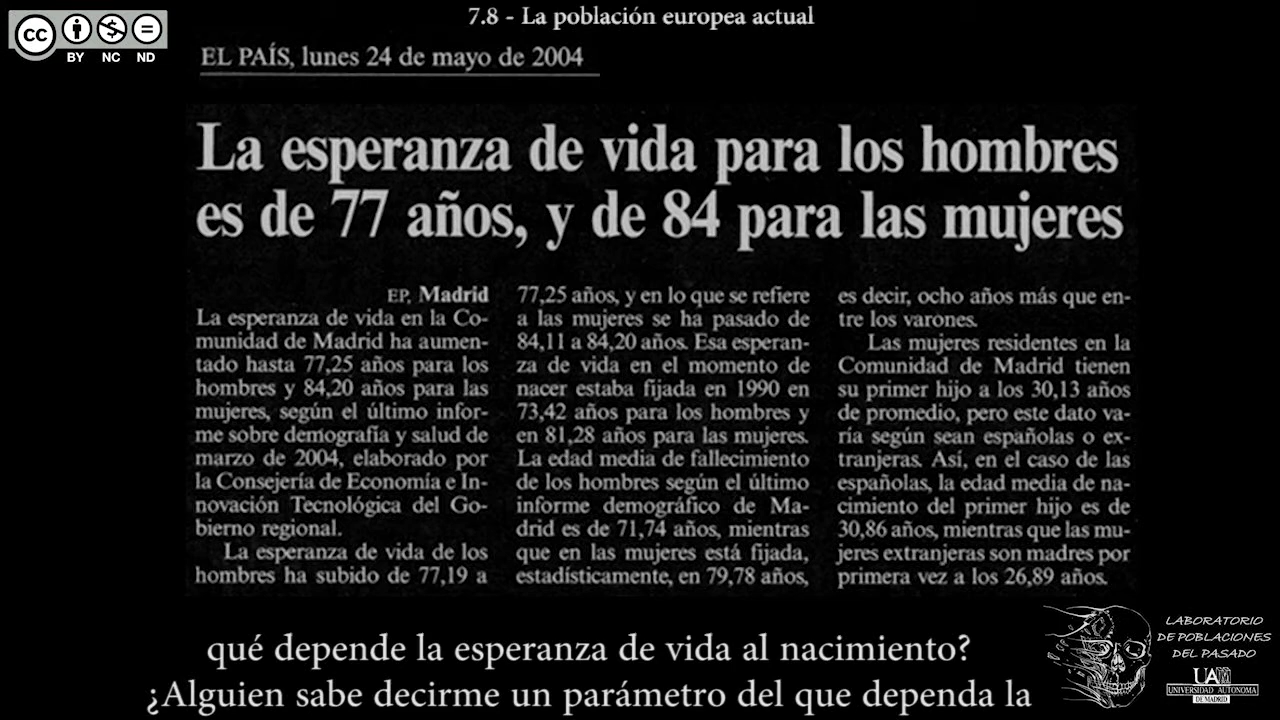 7.8 - La población europea actual
BY NC ND
EL PAÍS, lunes 24 de mayo de 2004
La esperanza de vida para los hombres
es de 77 años, y de 84 para las mujeres
EP, Madrid
La esperanza de vida en la Co-
munidad de Madrid ha aumen-
tado hasta 77,25 años para los
hombres y 84,20 años para las
mujeres, según el último infor-
me sobre demografía y salud de
marzo de 2004, elaborado por
la Consejería de Economía e In-
novación Tecnológica del Go-
bierno regional.
La esperanza de vida de los
hombres ha subido de 77,19 a
77,25 años, y en lo que se refiere
a las mujeres se ha pasado de
84,11 a 84,20 años. Esa esperan-
za de vida en el momento de
nacer estaba fijada en 1990 en
73,42 años para los hombres y
en 81,28 años para las mujeres.
La edad media de fallecimiento
de los hombres según el último
informe demográfico de Ma-
drid es de 71,74 años, mientras
que en las mujeres está fijada,
estadísticamente, en 79,78 años,
es decir, ocho años más que en-
tre los varones.
Las mujeres residentes en la
Comunidad de Madrid tienen
su primer hijo a los 30,13 años
de promedio, pero este dato va-
ría según sean españolas o ex-
tranjeras. Así, en el caso de las
españolas, la edad media de na-
cimiento del primer hijo es de
30,86 años, mientras que las mu-
jeres extranjeras son madres por
primera vez a los 26,89 años.
qué depende la esperanza de vida al nacimiento?
¿Alguien sabe decirme un parámetro del que dependa la
LABORATORIO
DE POBLACIONES
DEL PASADO
UAM
UNIVERSIDAD AUTONOMA
DE MADRID